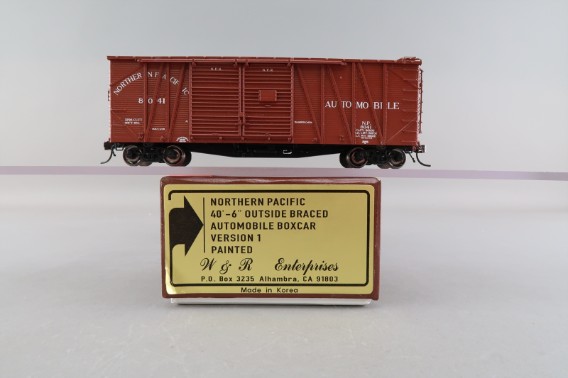 NORTHERN PACIFIC
8041
AUTOMOBILE
NORTHERN PACIFIC
40'-6" OUTSIDE BRACED
AUTOMOBILE BOXCAR
VERSION 1
PAINTED
W & R Enterprises
P.O. Box 3235 Alhambra, CA 91803
Made in Korea